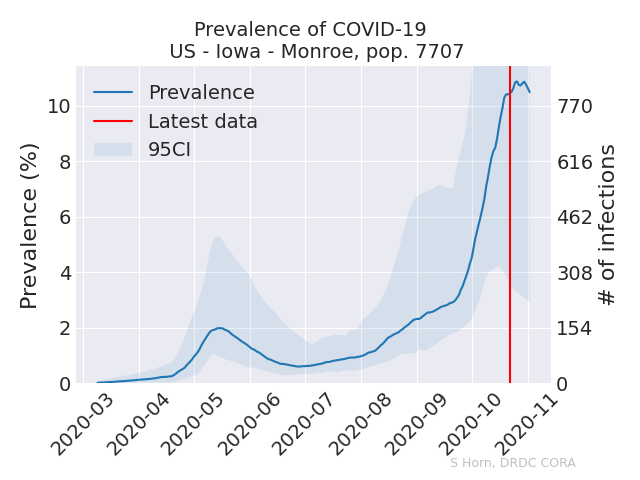 Prevalence of COVID-19
US - Iowa - Monroe, pop. 7707
Prevalence
Latest data
95CI
Prevalence (%)
10
8
6
4
2
0
770
616
462
308
154
0
# of infections
2020-03
2020-04
2020-05
2020-06
2020-07
2020-08
2020-09
2020-10
2020-11
S Horn, DRDC CORA